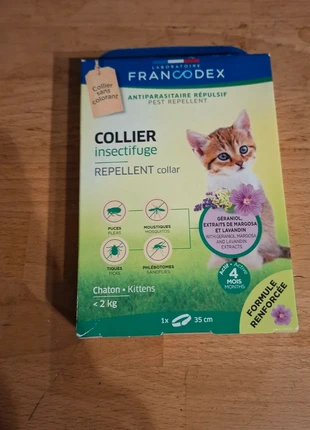 Collier
sans
colorant
LABORATOIRE
FRANCODEX
ANTIPARASITAIRE RÉPULSIF
PEST REPELLENT
COLLIER
insectifuge
REPELLENT collar
PUCES
FLEAS
MOUSTIQUES
MOSQUITOES
TIQUES
TICKS
PHLÉBOTOMES
SANDFLIES
GÉRANIOL,
EXTRAITS DE MARGOSA
ET LAVANDIN
WITH GERANIOL, MARGOSA
AND LAVANDIN
EXTRACTS
4
MOIS
MONTHS
Chaton • Kittens
< 2 kg
1x
35 cm
FORMULE
RENFORCÉE